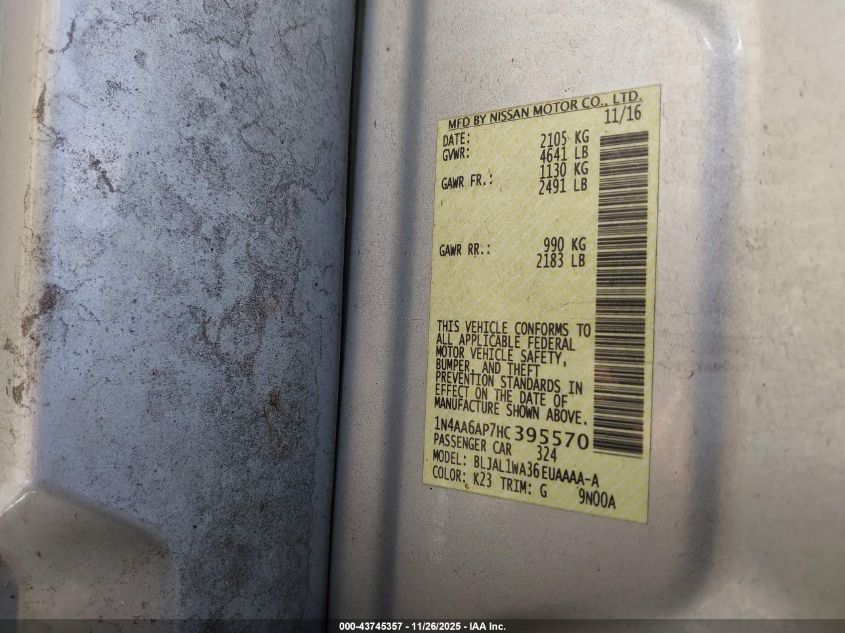 MFD BY NISSAN MOTOR CO., LTD.
DATE: 11/16
GVWR: 2105 KG
4641 LB
GAWR FR.: 1130 KG
2491 LB
GAWR RR.: 990 KG
2183 LB
THIS VEHICLE CONFORMS TO
ALL APPLICABLE FEDERAL
MOTOR VEHICLE SAFETY,
BUMPER, AND THEFT
PREVENTION STANDARDS IN
EFFECT ON THE DATE OF
MANUFACTURE SHOWN ABOVE.
1N4AA6AP7HC395570
PASSENGER CAR 324
MODEL: BLJAL1WA36EUAAAA-A
COLOR: K23 TRIM: G 9N00A
000-43745357 - 11/26/2025 - IAA Inc.